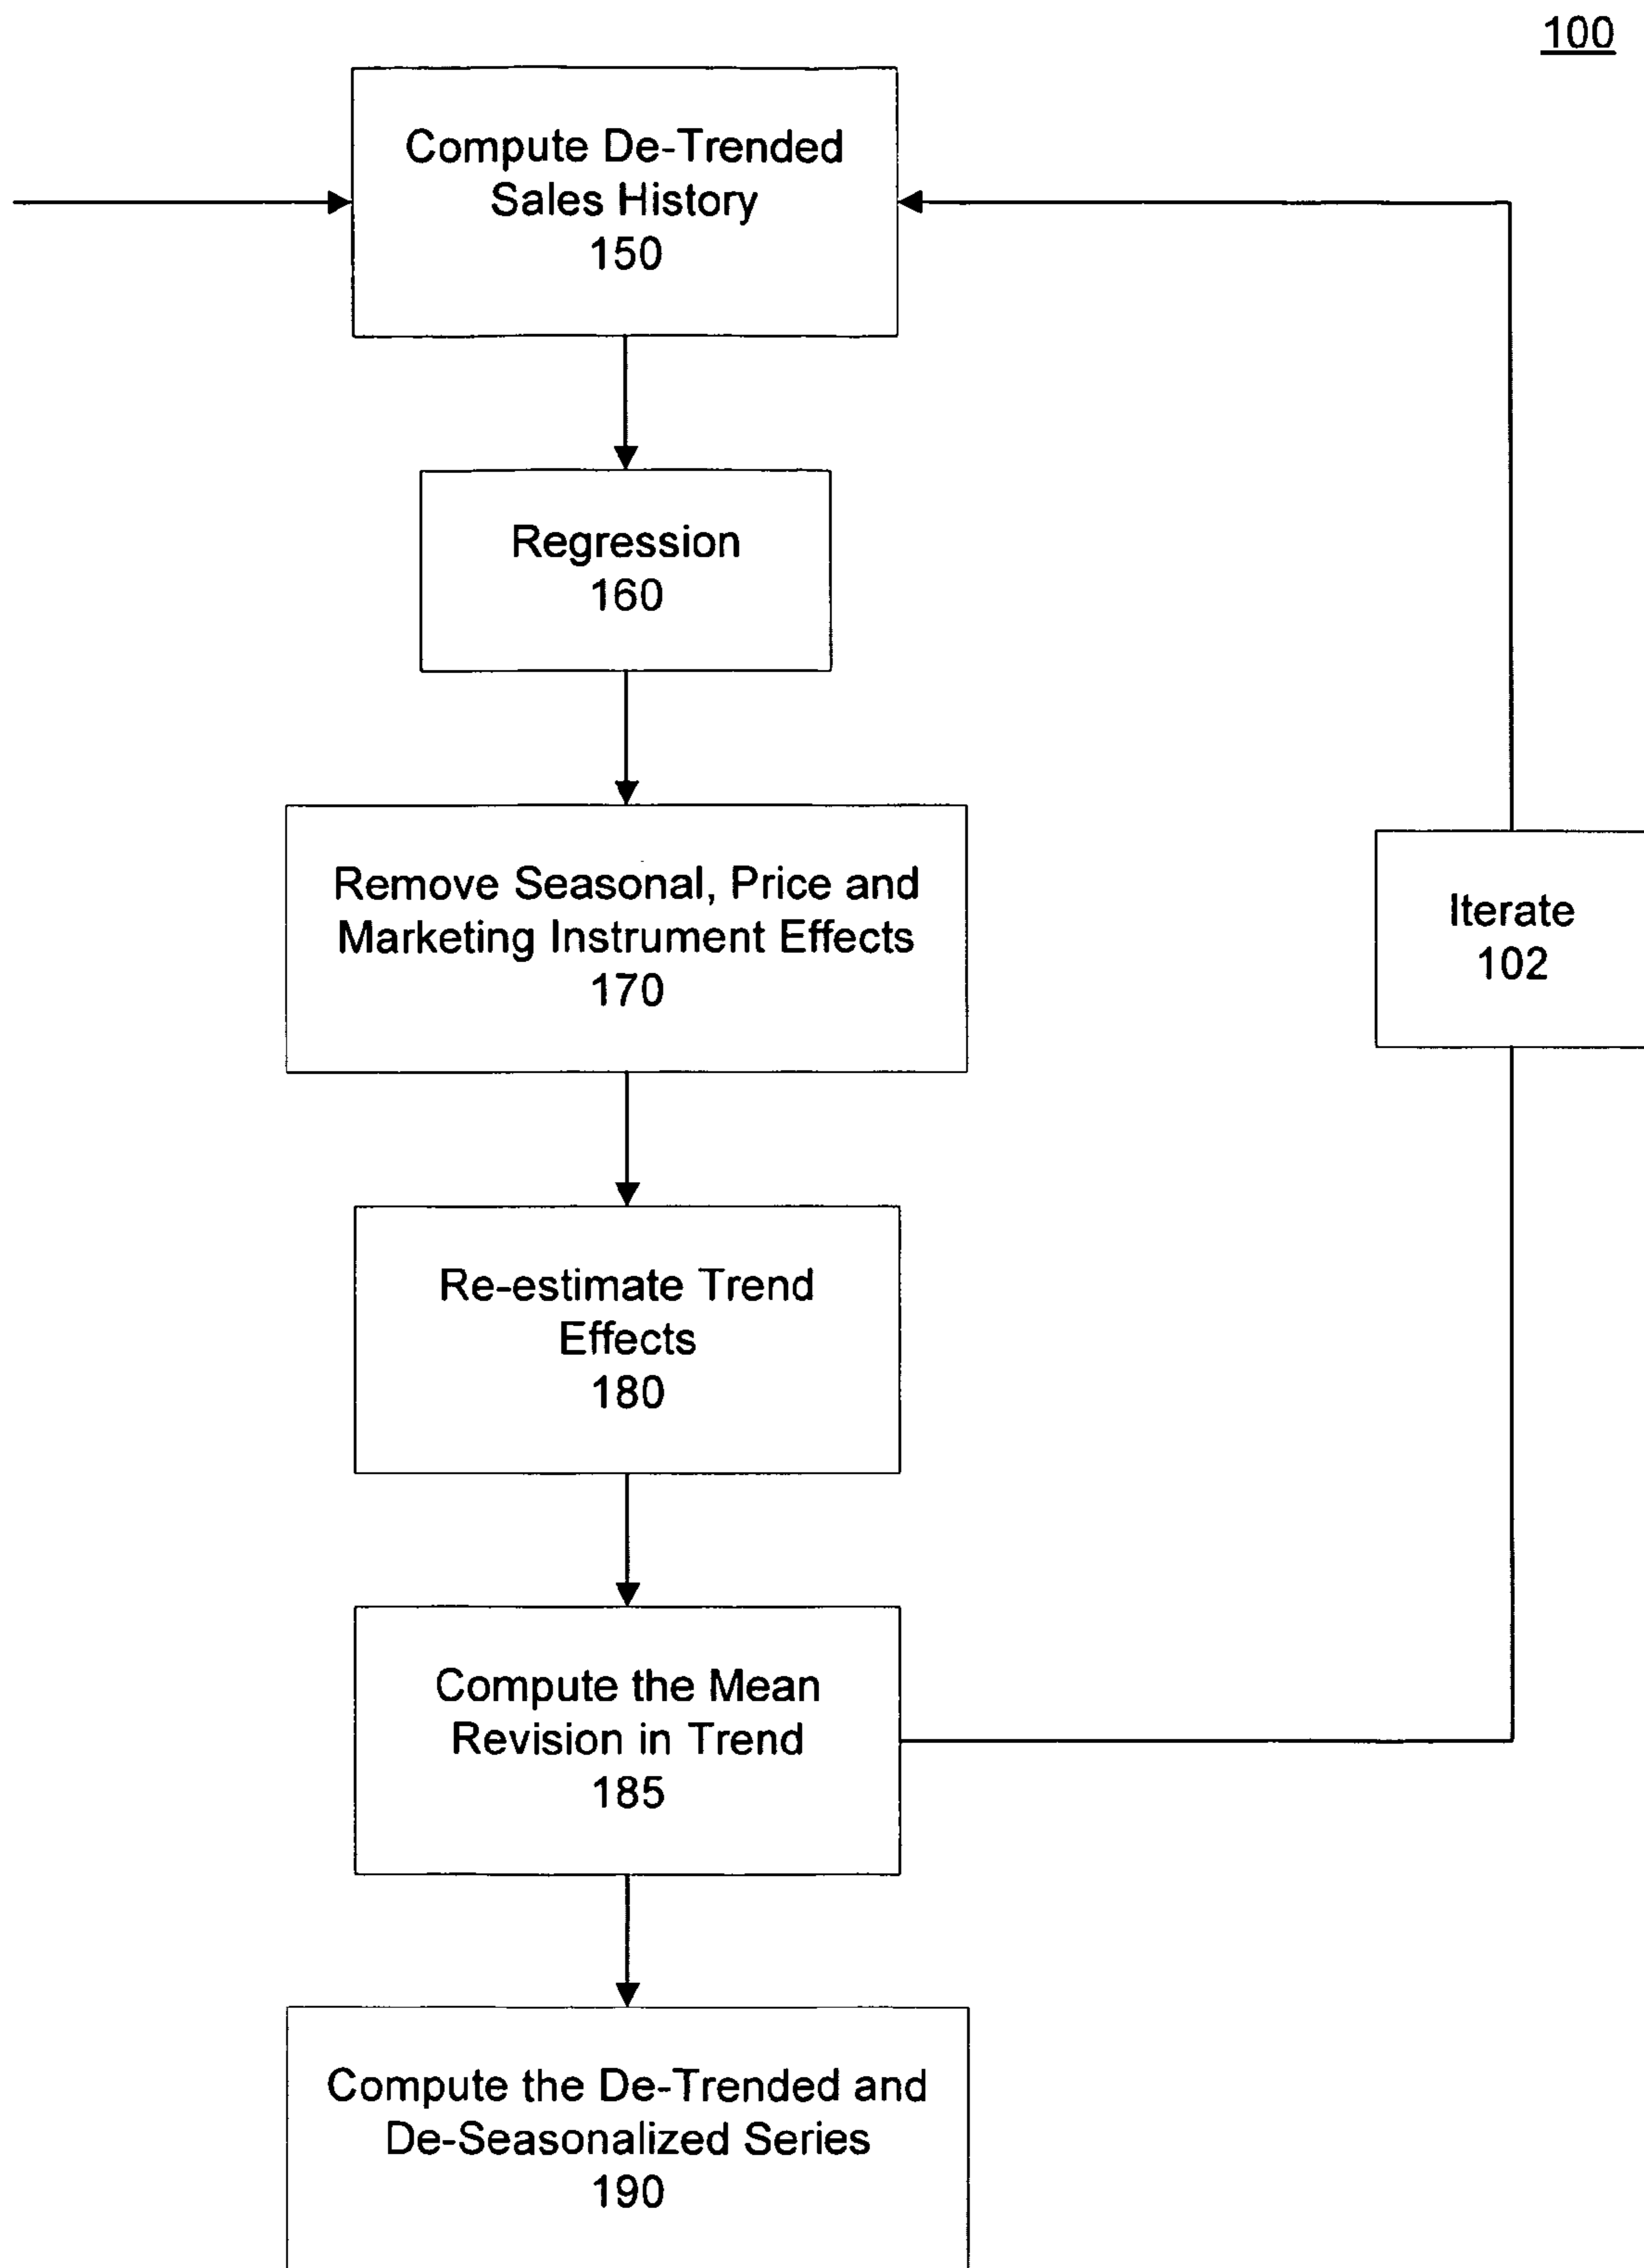 100
Compute De-Trended
Sales History
150
Regression
160
Remove Seasonal, Price and
Marketing Instrument Effects
170
Iterate
102
Re-estimate Trend
Effects
180
Compute the Mean
Revision in Trend
185
Compute the De-Trended and
De-Seasonalized Series
190